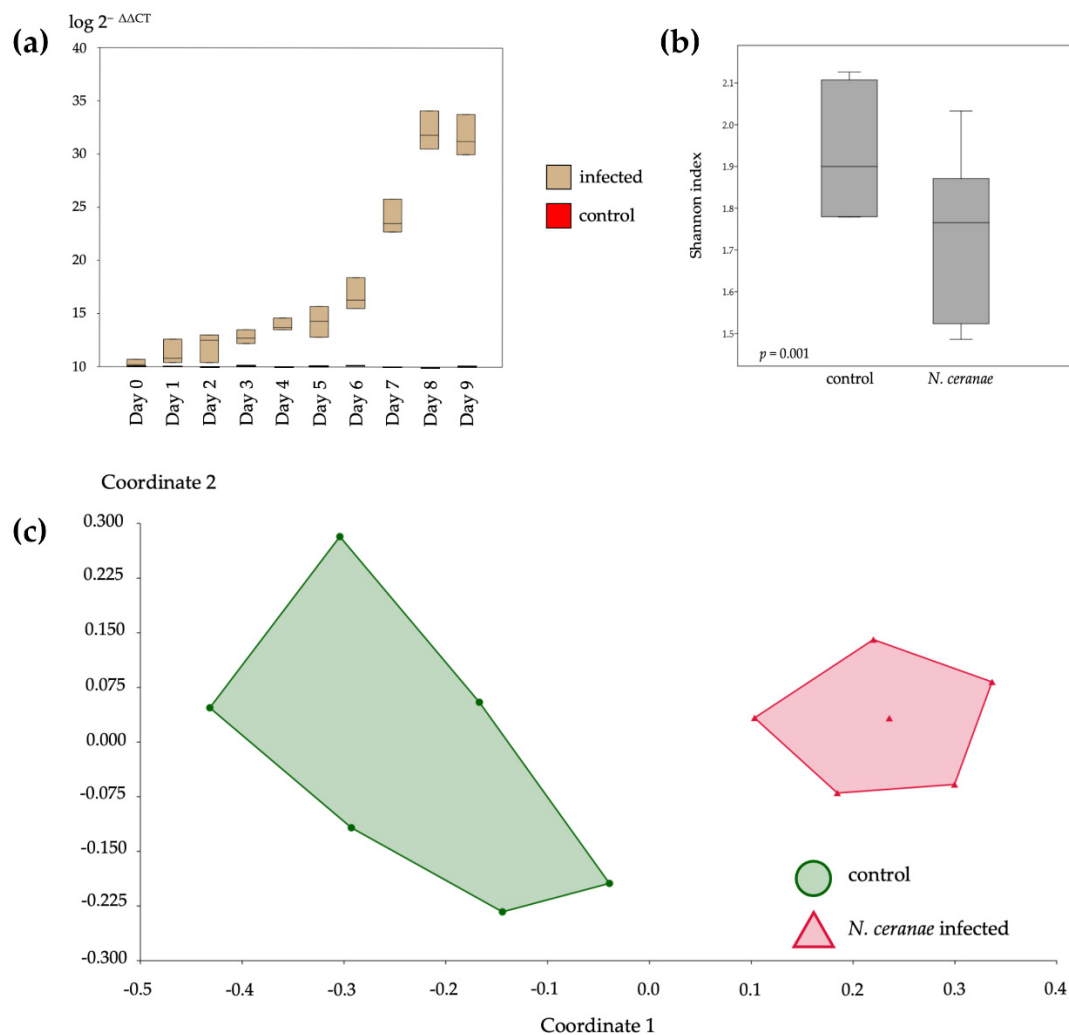 (a)
log 2⁻ ΔΔCT
40
35
30
25
20
15
10
Day 0
Day 1
Day 2
Day 3
Day 4
Day 5
Day 6
Day 7
Day 8
Day 9
infected
control
(b)
Shannon index
2.1
2.0
1.9
1.8
1.7
1.6
1.5
p = 0.001
control
N. ceranae
(c)
Coordinate 2
0.300
0.225
0.150
0.075
0.000
-0.075
-0.150
-0.225
-0.300
-0.5
-0.4
-0.3
-0.2
-0.1
0.0
0.1
0.2
0.3
0.4
Coordinate 1
control
N. ceranae infected